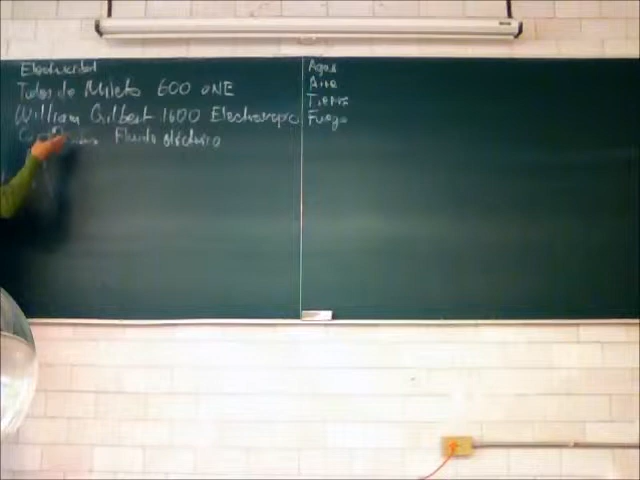 Electricidad
Tales de Mileto 600 ANE
William Gilbert 1600 Electroscopio
Fluido eléctrico
Agua
Aire
Tierra
Fuego